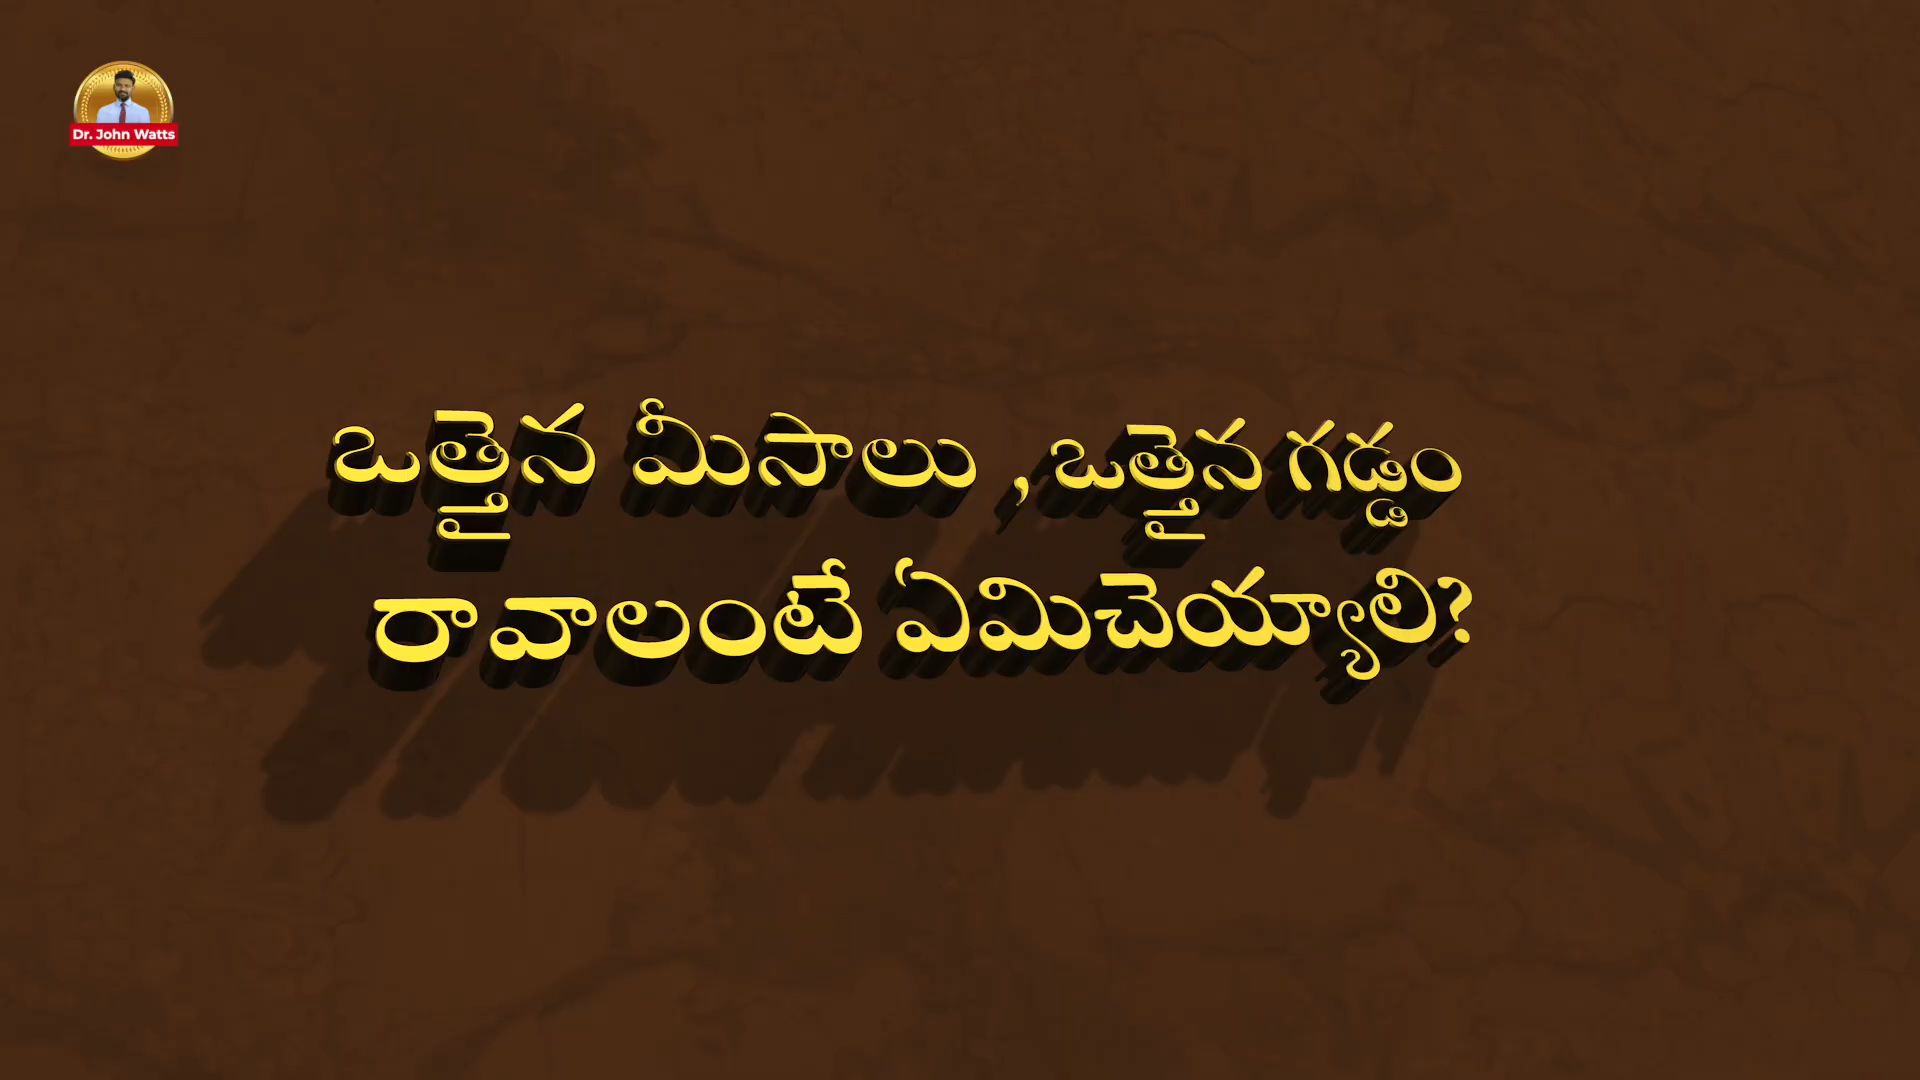 Dr. John Watts
ఒత్తైన మీసాలు , ఒత్తైన గడ్డం
రావాలంటే ఏమిచెయ్యాలి?